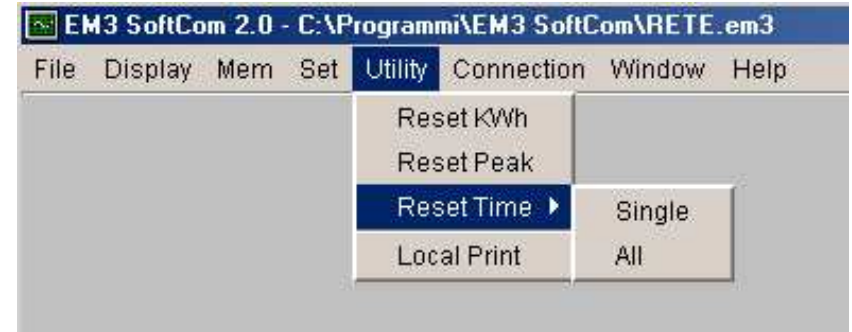 EM3 SoftCom 2.0 - C:\Programmi\EM3 SoftCom\RETE.em3
File Display Mem Set Utility Connection Window Help
Reset KWh
Reset Peak
Reset Time Single
Local Print All